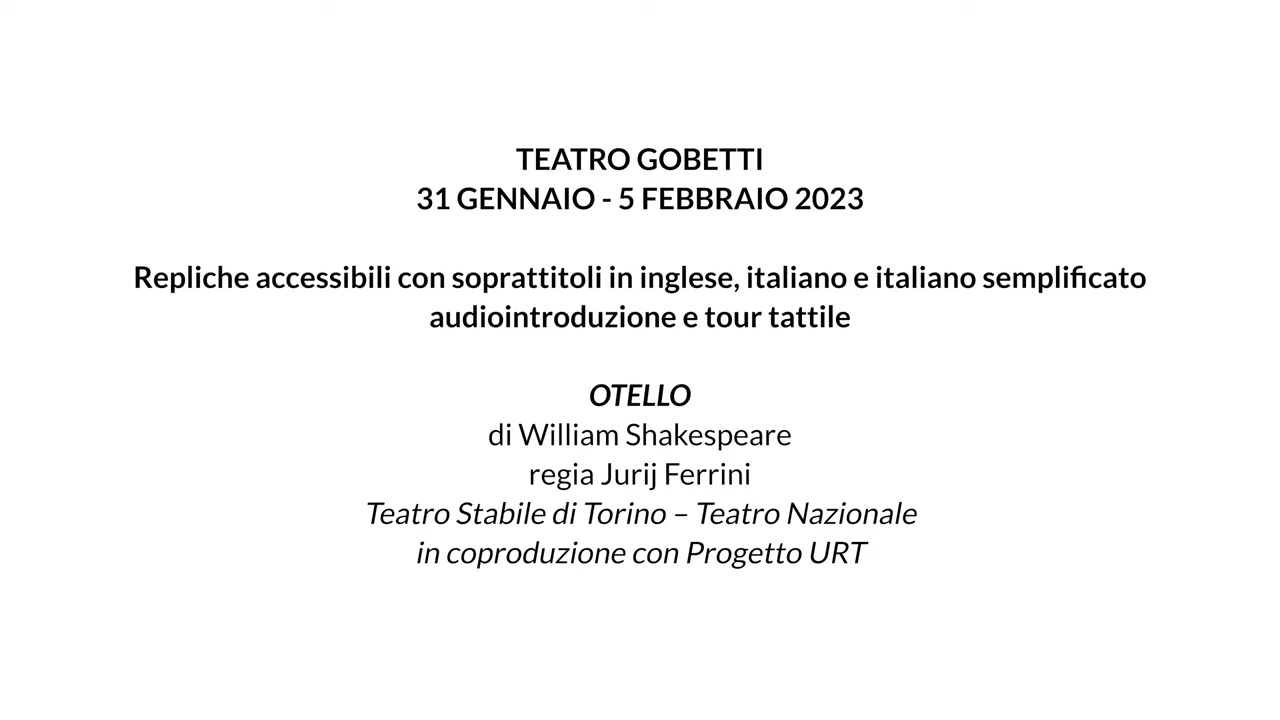 TEATRO GOBETTI
31 GENNAIO - 5 FEBBRAIO 2023
Repliche accessibili con soprattitoli in inglese, italiano e italiano semplificato
audiointroduzione e tour tattile
OTELLO
di William Shakespeare
regia Jurij Ferrini
Teatro Stabile di Torino – Teatro Nazionale
in coproduzione con Progetto URT